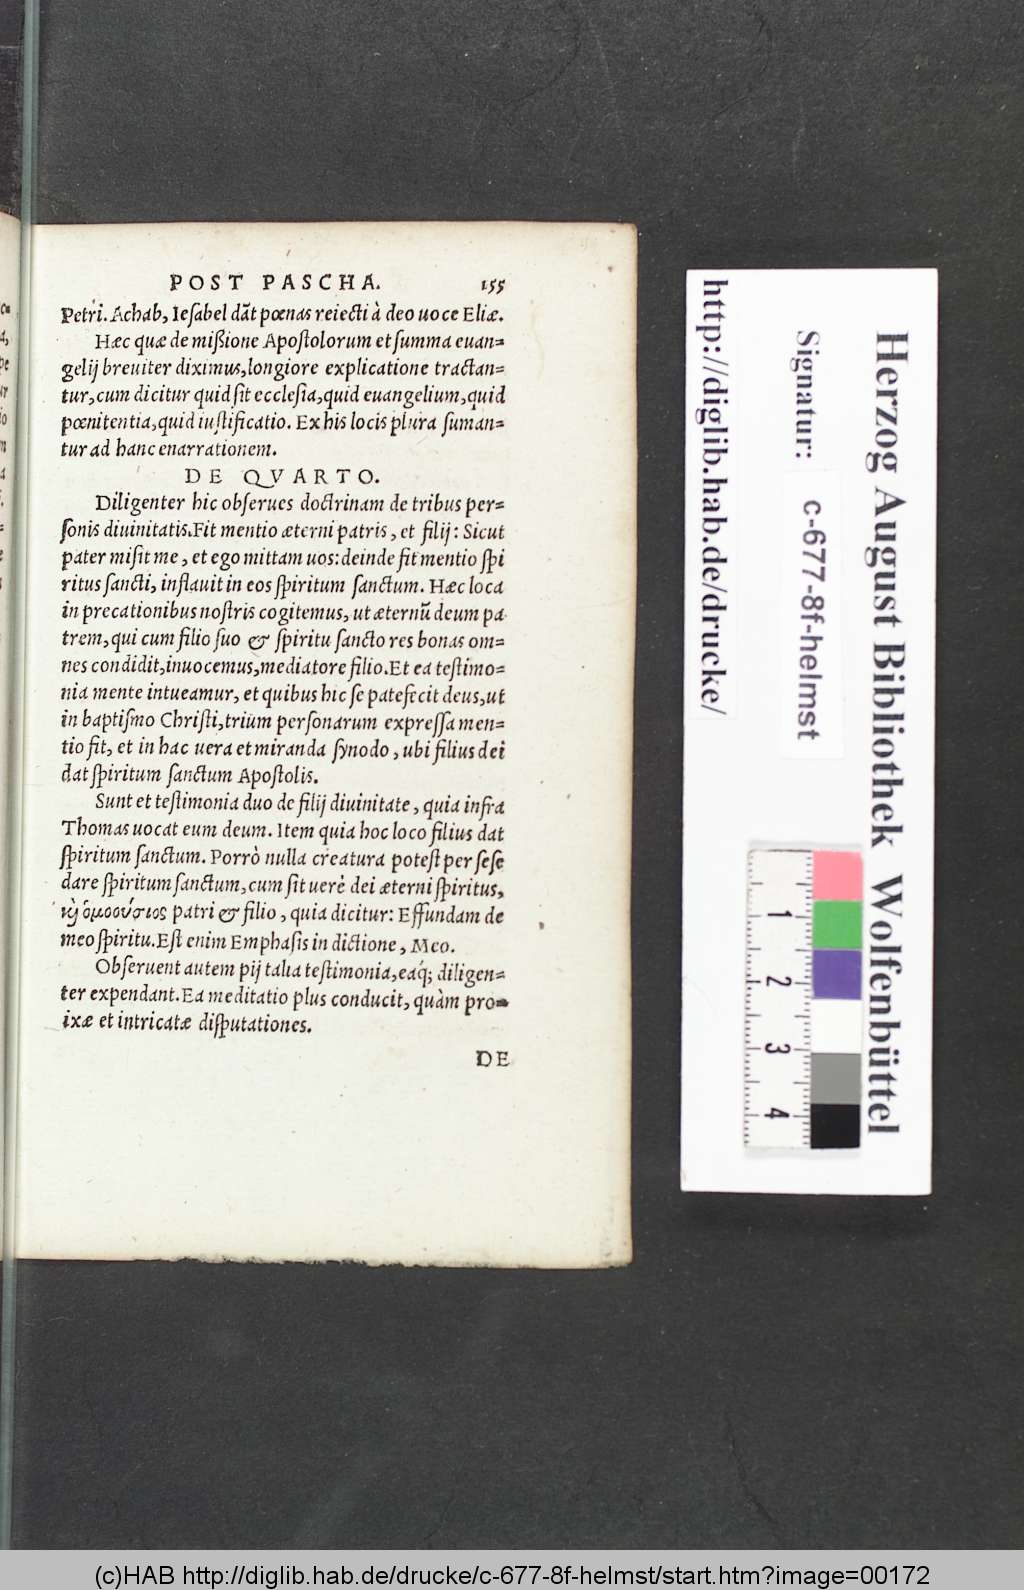 POST PASCHA. 155
Petri. Achab, Iesabel dãt pœnas reiecti à deo uoce Eliæ.
Hæc quæ de mißione Apostolorum et summa euan=
gelij breuiter diximus, longiore explicatione tractan=
tur, cum dicitur quid sit ecclesia, quid euangelium, quid
pœnitentia, quid iustificatio. Ex his locis plura suman=
tur ad hanc enarrationem.
DE QVARTO.
Diligenter hic obserues doctrinam de tribus per=
sonis diuinitatis. Fit mentio æterni patris, et filij: Sicut
pater misit me, et ego mittam uos: deinde fit mentio spi
ritus sancti, inflauit in eos spiritum sanctum. Hæc loca
in precationibus nostris cogitemus, ut æternũ deum pa
trem, qui cum filio suo & spiritu sancto res bonas om=
nes condidit, inuocemus, mediatore filio. Et ea testimo=
nia mente intueamur, et quibus hic se patefecit deus, ut
in baptismo Christi, trium personarum expressa men=
tio fit, et in hac uera et miranda synodo, ubi filius dei
dat spiritum sanctum Apostolis.
Sunt et testimonia duo de filij diuinitate, quia infra
Thomas uocat eum deum. Item quia hoc loco filius dat
spiritum sanctum. Porrò nulla creatura potest per sese
dare spiritum sanctum, cum sit uerè dei æterni spiritus,
ϗ̀ ὁμοούσιος patri & filio, quia dicitur: Effundam de
meo spiritu. Est enim Emphasis in dictione, Meo.
Obseruent autem pij talia testimonia, eáq́; diligen=
ter expendant. Ea meditatio plus conducit, quàm pro=
ixæ et intricatæ disputationes.
DE
http://diglib.hab.de/drucke/
Signatur:
c-677-8f-helmst
Herzog August Bibliothek Wolfenbüttel
1
2
3
4
(c)HAB http://diglib.hab.de/drucke/c-677-8f-helmst/start.htm?image=00172